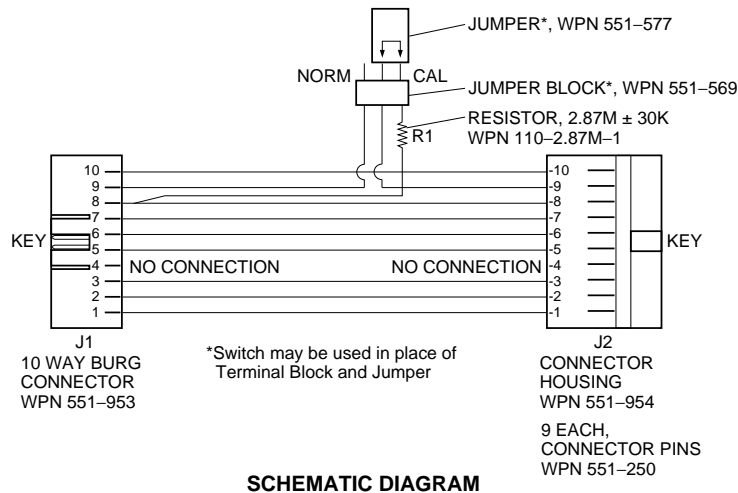 JUMPER*, WPN 551–577
NORM CAL
JUMPER BLOCK*, WPN 551–569
RESISTOR, 2.87M ± 30K
WPN 110–2.87M–1
R1
10
9
8
7
6
5
4
3
2
1
KEY
NO CONNECTION
NO CONNECTION
-10
-9
-8
-7
-6
-5
-4
-3
-2
-1
KEY
J1
10 WAY BURG
CONNECTOR
WPN 551–953
*Switch may be used in place of
Terminal Block and Jumper
J2
CONNECTOR
HOUSING
WPN 551–954
9 EACH,
CONNECTOR PINS
WPN 551–250
SCHEMATIC DIAGRAM